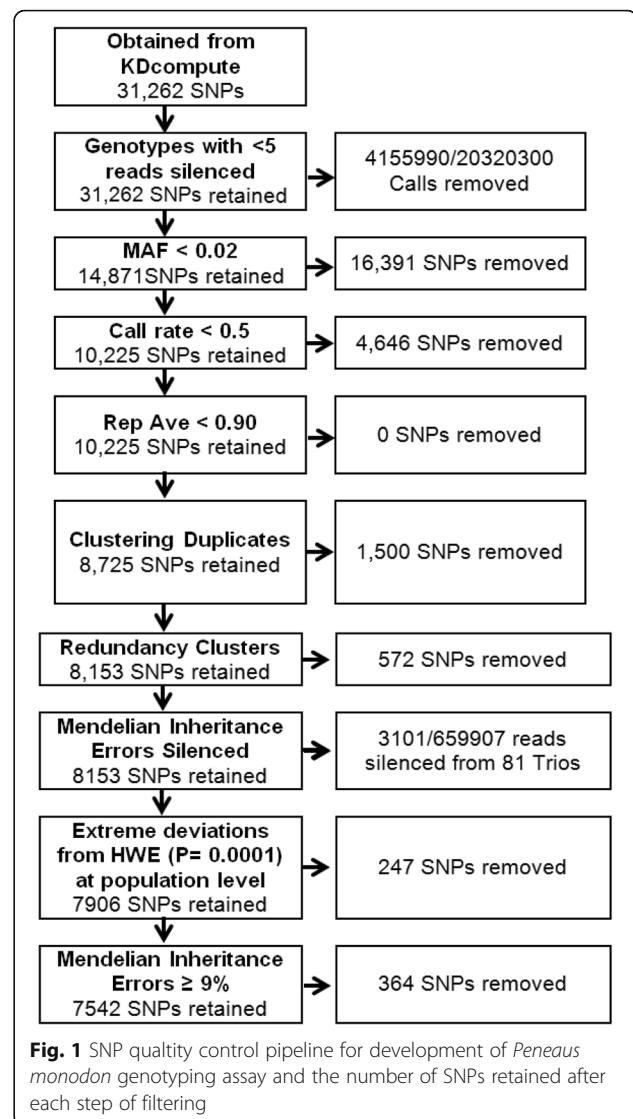 Obtained from
KDcompute
31,262 SNPs
Genotypes with <5
reads silenced
31,262 SNPs retained
4155990/20320300
Calls removed
MAF < 0.02
14,871SNPs retained
16,391 SNPs removed
Call rate < 0.5
10,225 SNPs retained
4,646 SNPs removed
Rep Ave < 0.90
10,225 SNPs retained
0 SNPs removed
Clustering Duplicates
8,725 SNPs retained
1,500 SNPs removed
Redundancy Clusters
8,153 SNPs retained
572 SNPs removed
Mendelian Inheritance
Errors Silenced
8153 SNPs retained
3101/659907 reads
silenced from 81 Trios
Extreme deviations
from HWE (P= 0.0001)
at population level
7906 SNPs retained
247 SNPs removed
Mendelian Inheritance
Errors ≥ 9%
7542 SNPs retained
364 SNPs removed
Fig. 1 SNP qualtity control pipeline for development of Peneaus
monodon genotyping assay and the number of SNPs retained after
each step of filtering